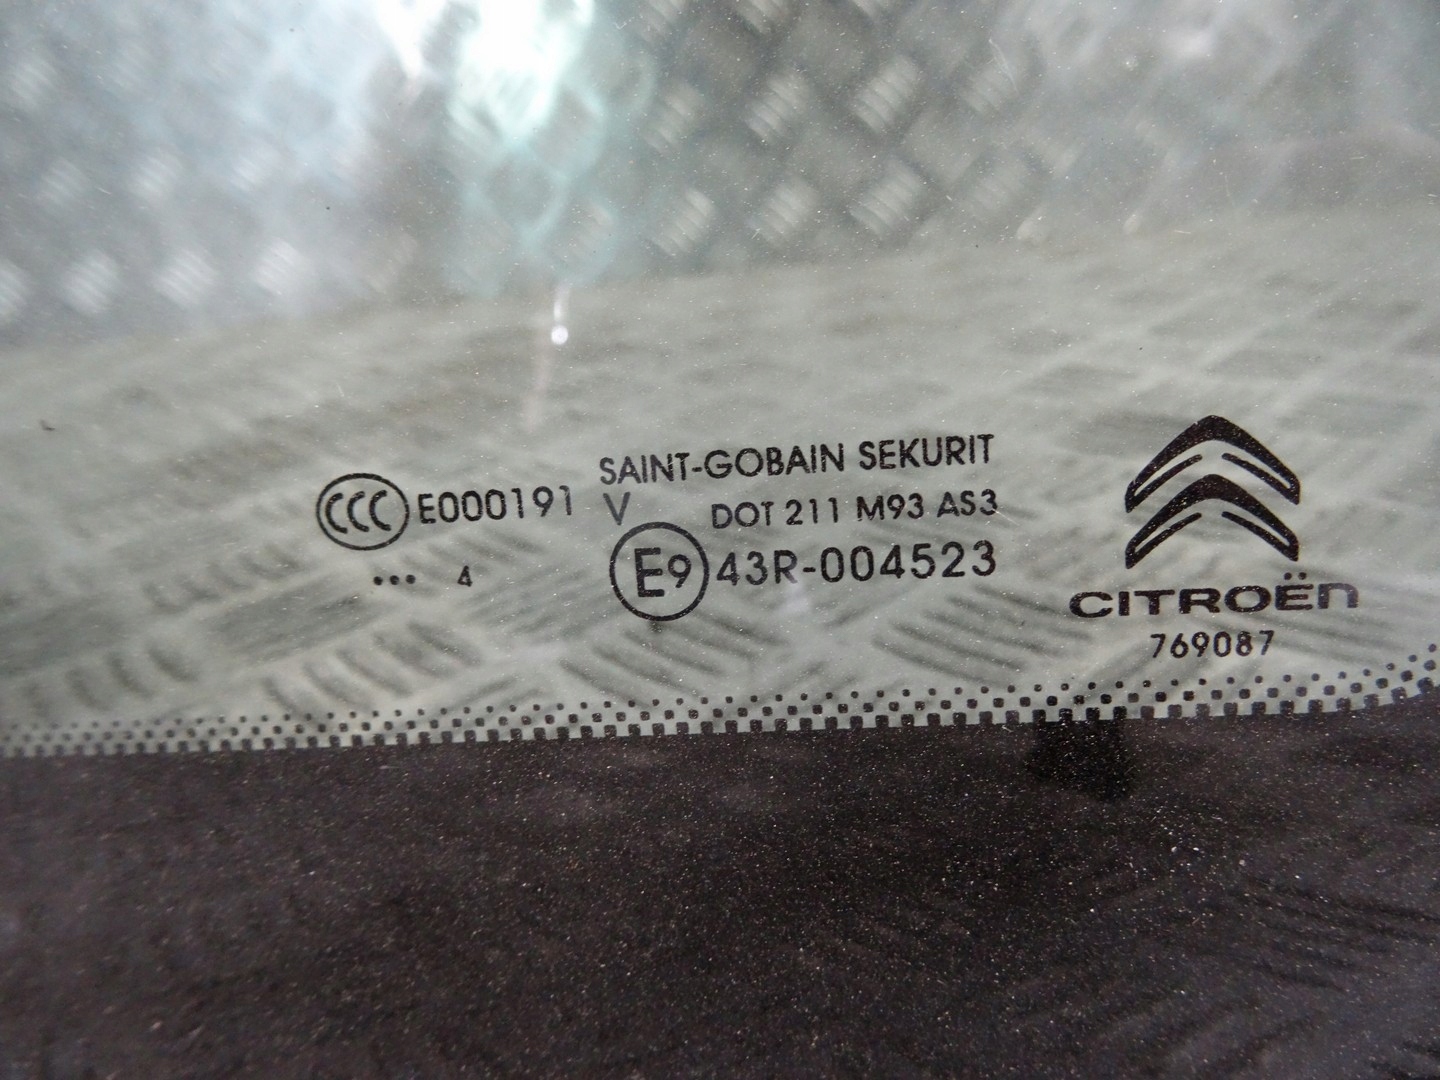 SAINT-GOBAIN SEKURIT
CCC E000191 V DOT 211 M93 AS3
... 4 E9 43R-004523
CITROËN
769087